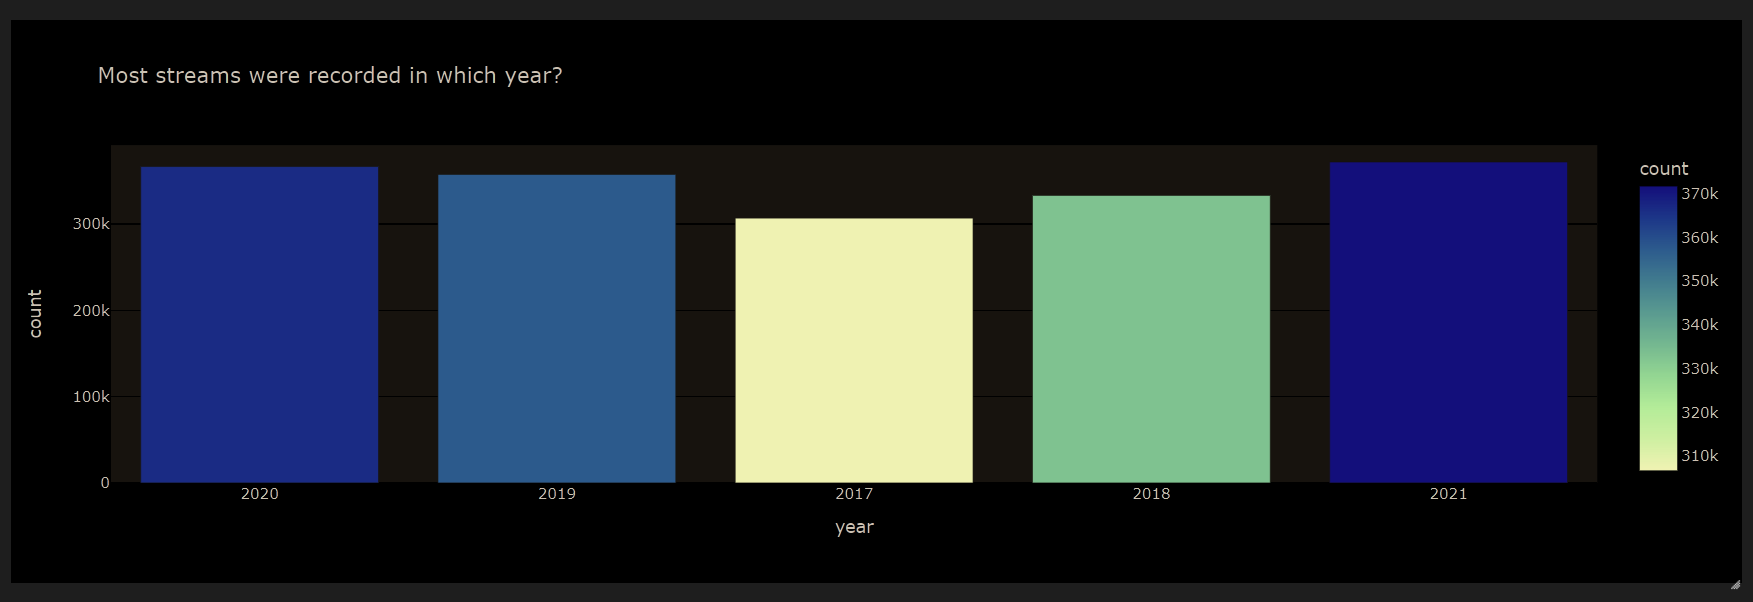 Most streams were recorded in which year?
count
300k
200k
100k
0
2020
2019
2017
2018
2021
year
count
370k
360k
350k
340k
330k
320k
310k